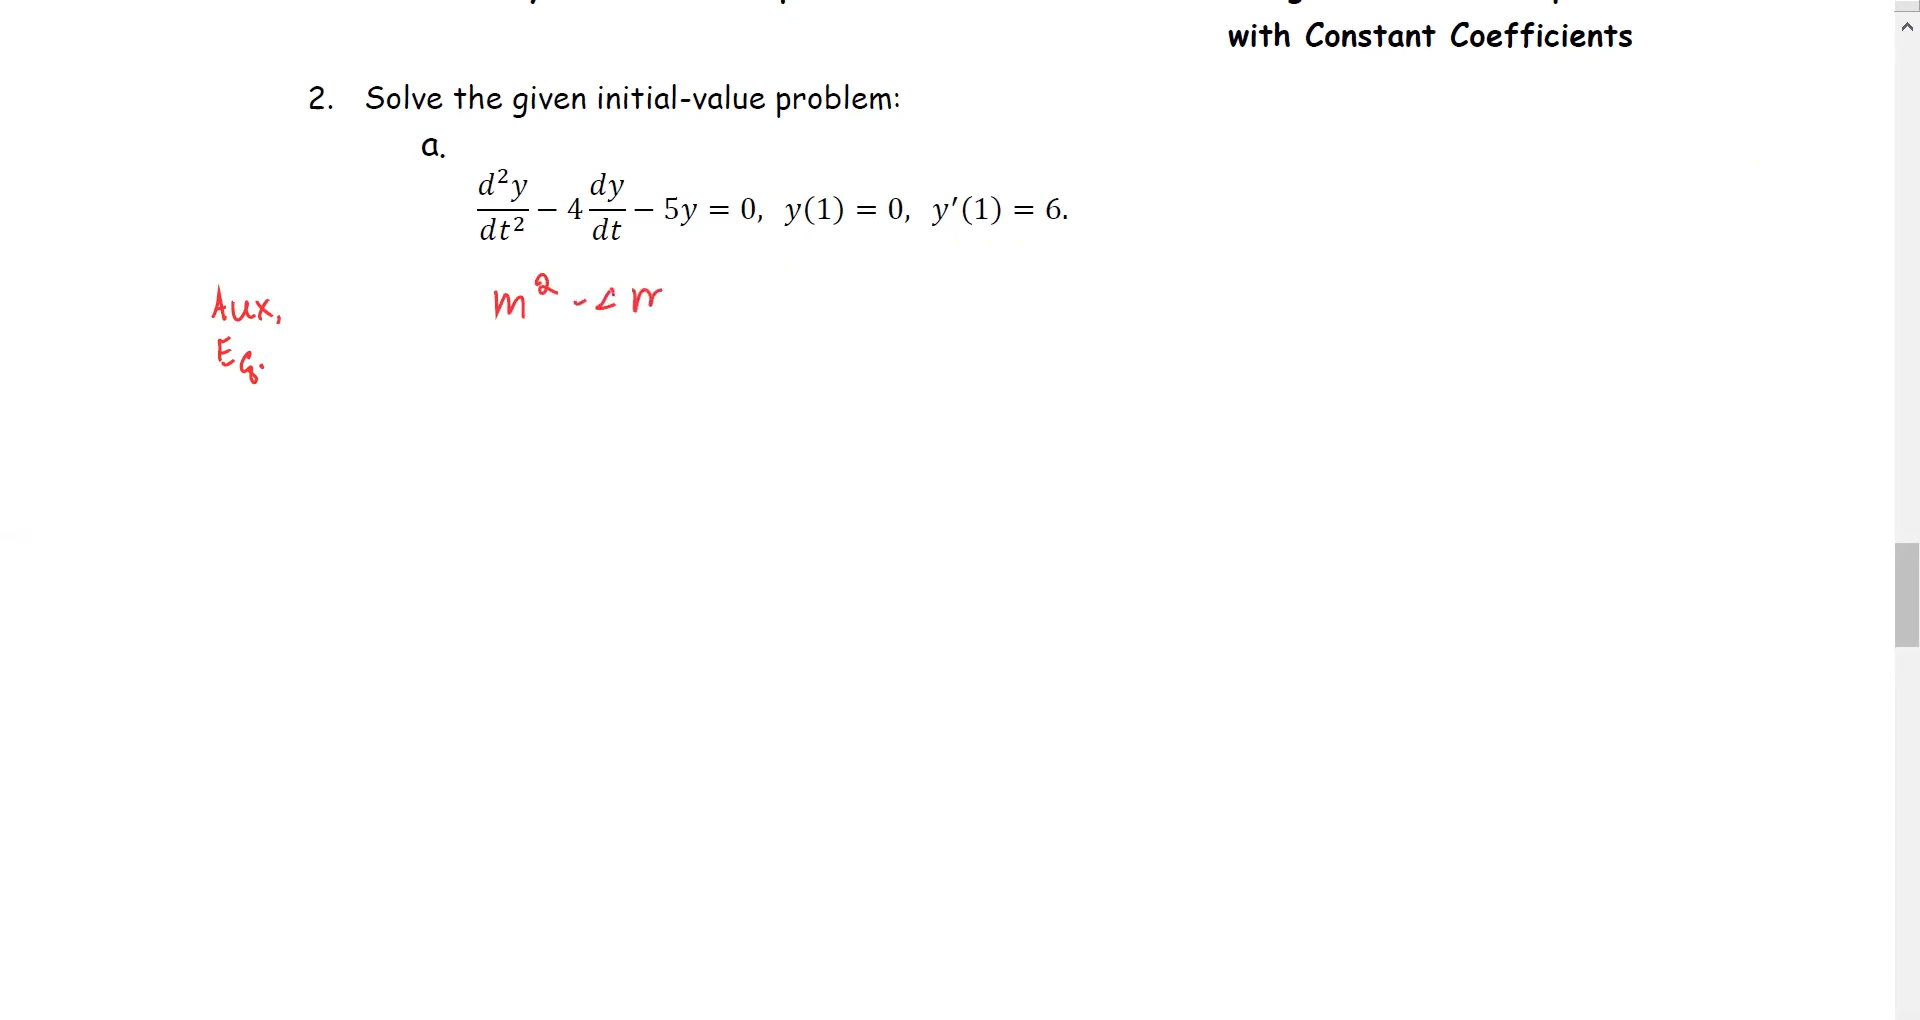 with Constant Coefficients
2. Solve the given initial-value problem:
a.
d²y/dt² − 4 dy/dt − 5y = 0, y(1) = 0, y′(1) = 6.
Aux, m² -
Eq.